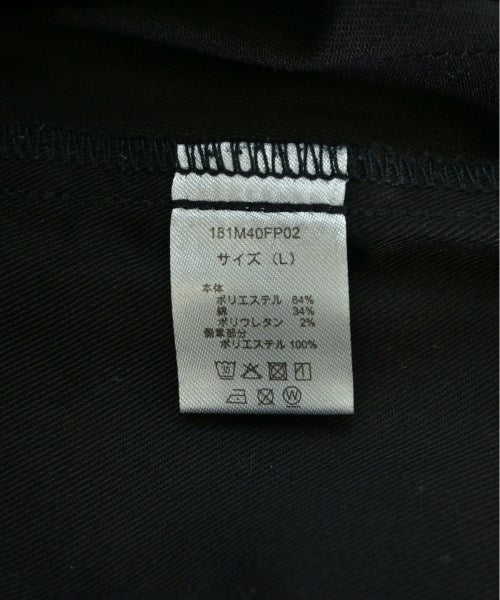 181M40FP02
サイズ（L）
本体
ポリエステル 64%
綿 34%
ポリウレタン 2%
側章部分
ポリエステル 100%
30
W